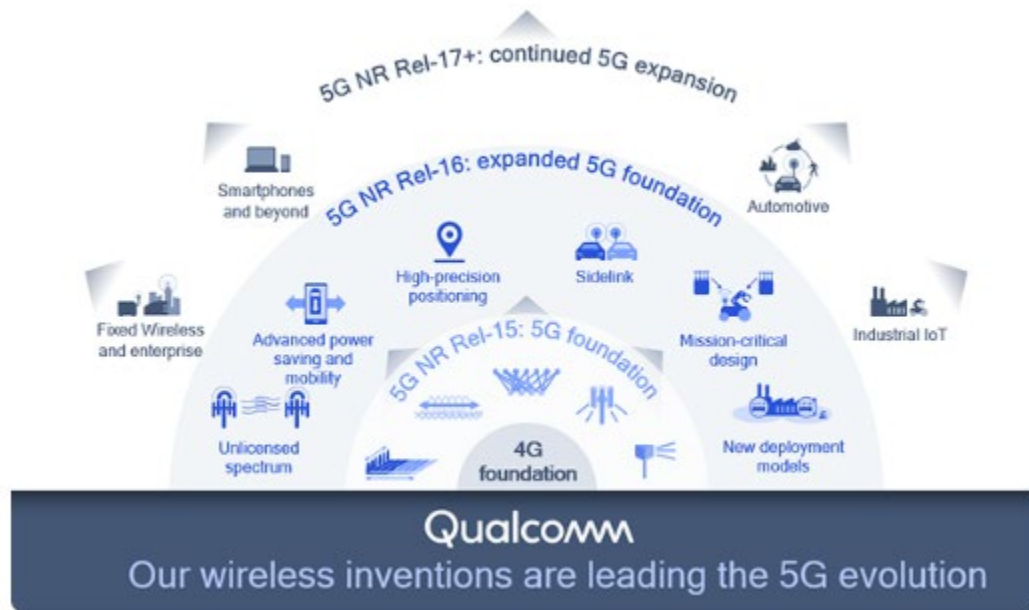 5G NR Rel-17+: continued 5G expansion
Smartphones
and beyond
Automotive
Fixed Wireless
and enterprise
Industrial IoT
5G NR Rel-16: expanded 5G foundation
High-precision
positioning
Sidelink
Advanced power
saving and
mobility
Mission-critical
design
Unlicensed
spectrum
New deployment
models
5G NR Rel-15: 5G foundation
4G
foundation
Qualcomm
Our wireless inventions are leading the 5G evolution